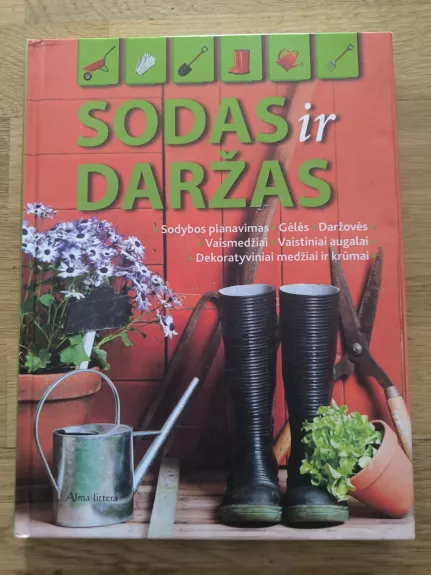 SODAS ir
DARŽAS
Sodybos planavimas • Gėlės • Daržovės •
• Vaismedžiai • Vaistiniai augalai •
• Dekoratyviniai medžiai ir krūmai •
Alma littera